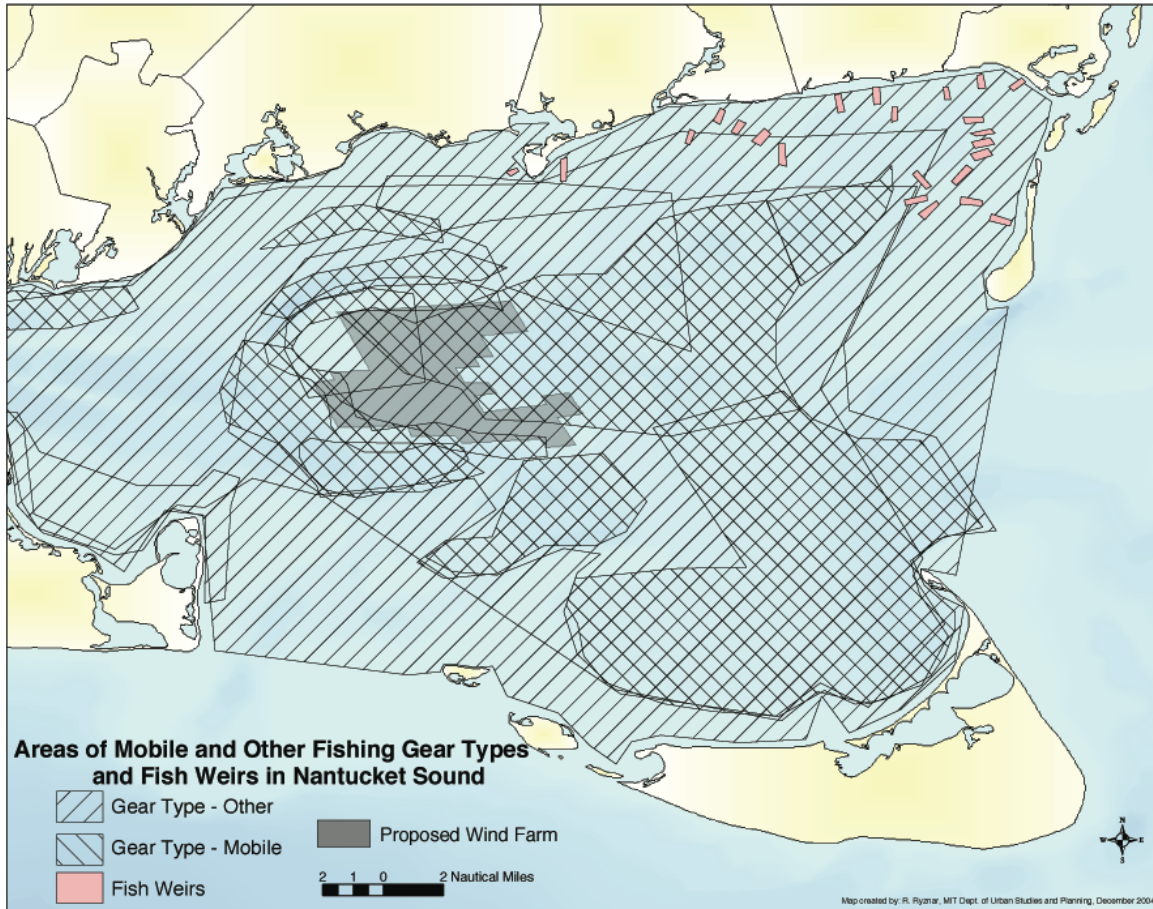 Areas of Mobile and Other Fishing Gear Types
and Fish Weirs in Nantucket Sound
Gear Type - Other
Gear Type - Mobile
Fish Weirs
Proposed Wind Farm
2 1 0 2 Nautical Miles
N
W E
S
Map created by: R. Ryznar, MIT Dept. of Urban Studies and Planning, December 2004